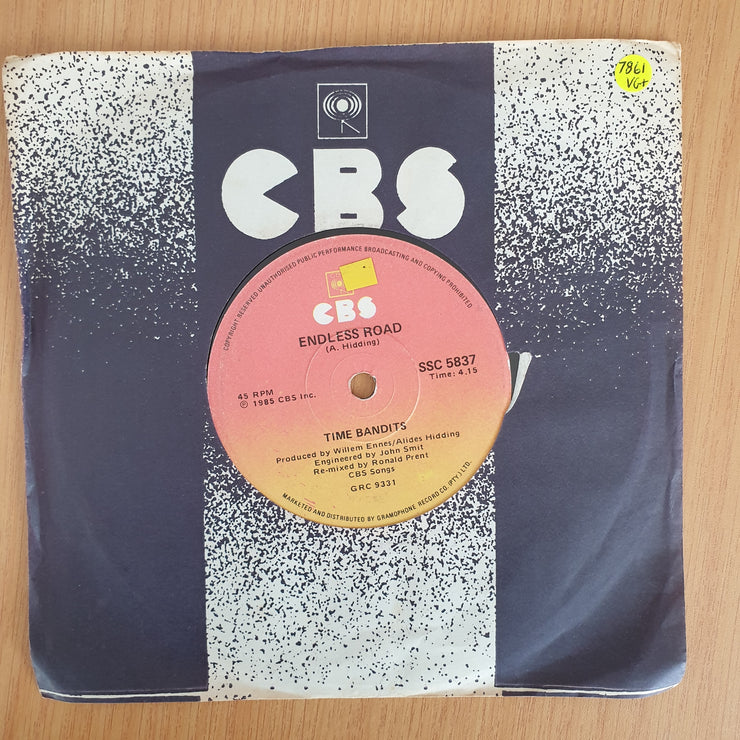 7861
VG+
CBS
COPYRIGHT RESERVED UNAUTHORISED PUBLIC PERFORMANCE BROADCASTING AND COPYING PROHIBITED
CBS
ENDLESS ROAD
(A. Hidding)
SSC 5837
Time: 4.15
45 RPM
℗ 1985 CBS Inc.
TIME BANDITS
Produced by Willem Ennes/Alides Hidding
Engineered by John Smit
Re-mixed by Ronald Prent
CBS Songs
GRC 9331
MARKETED AND DISTRIBUTED BY GRAMOPHONE RECORD CO. (PTY) LTD.